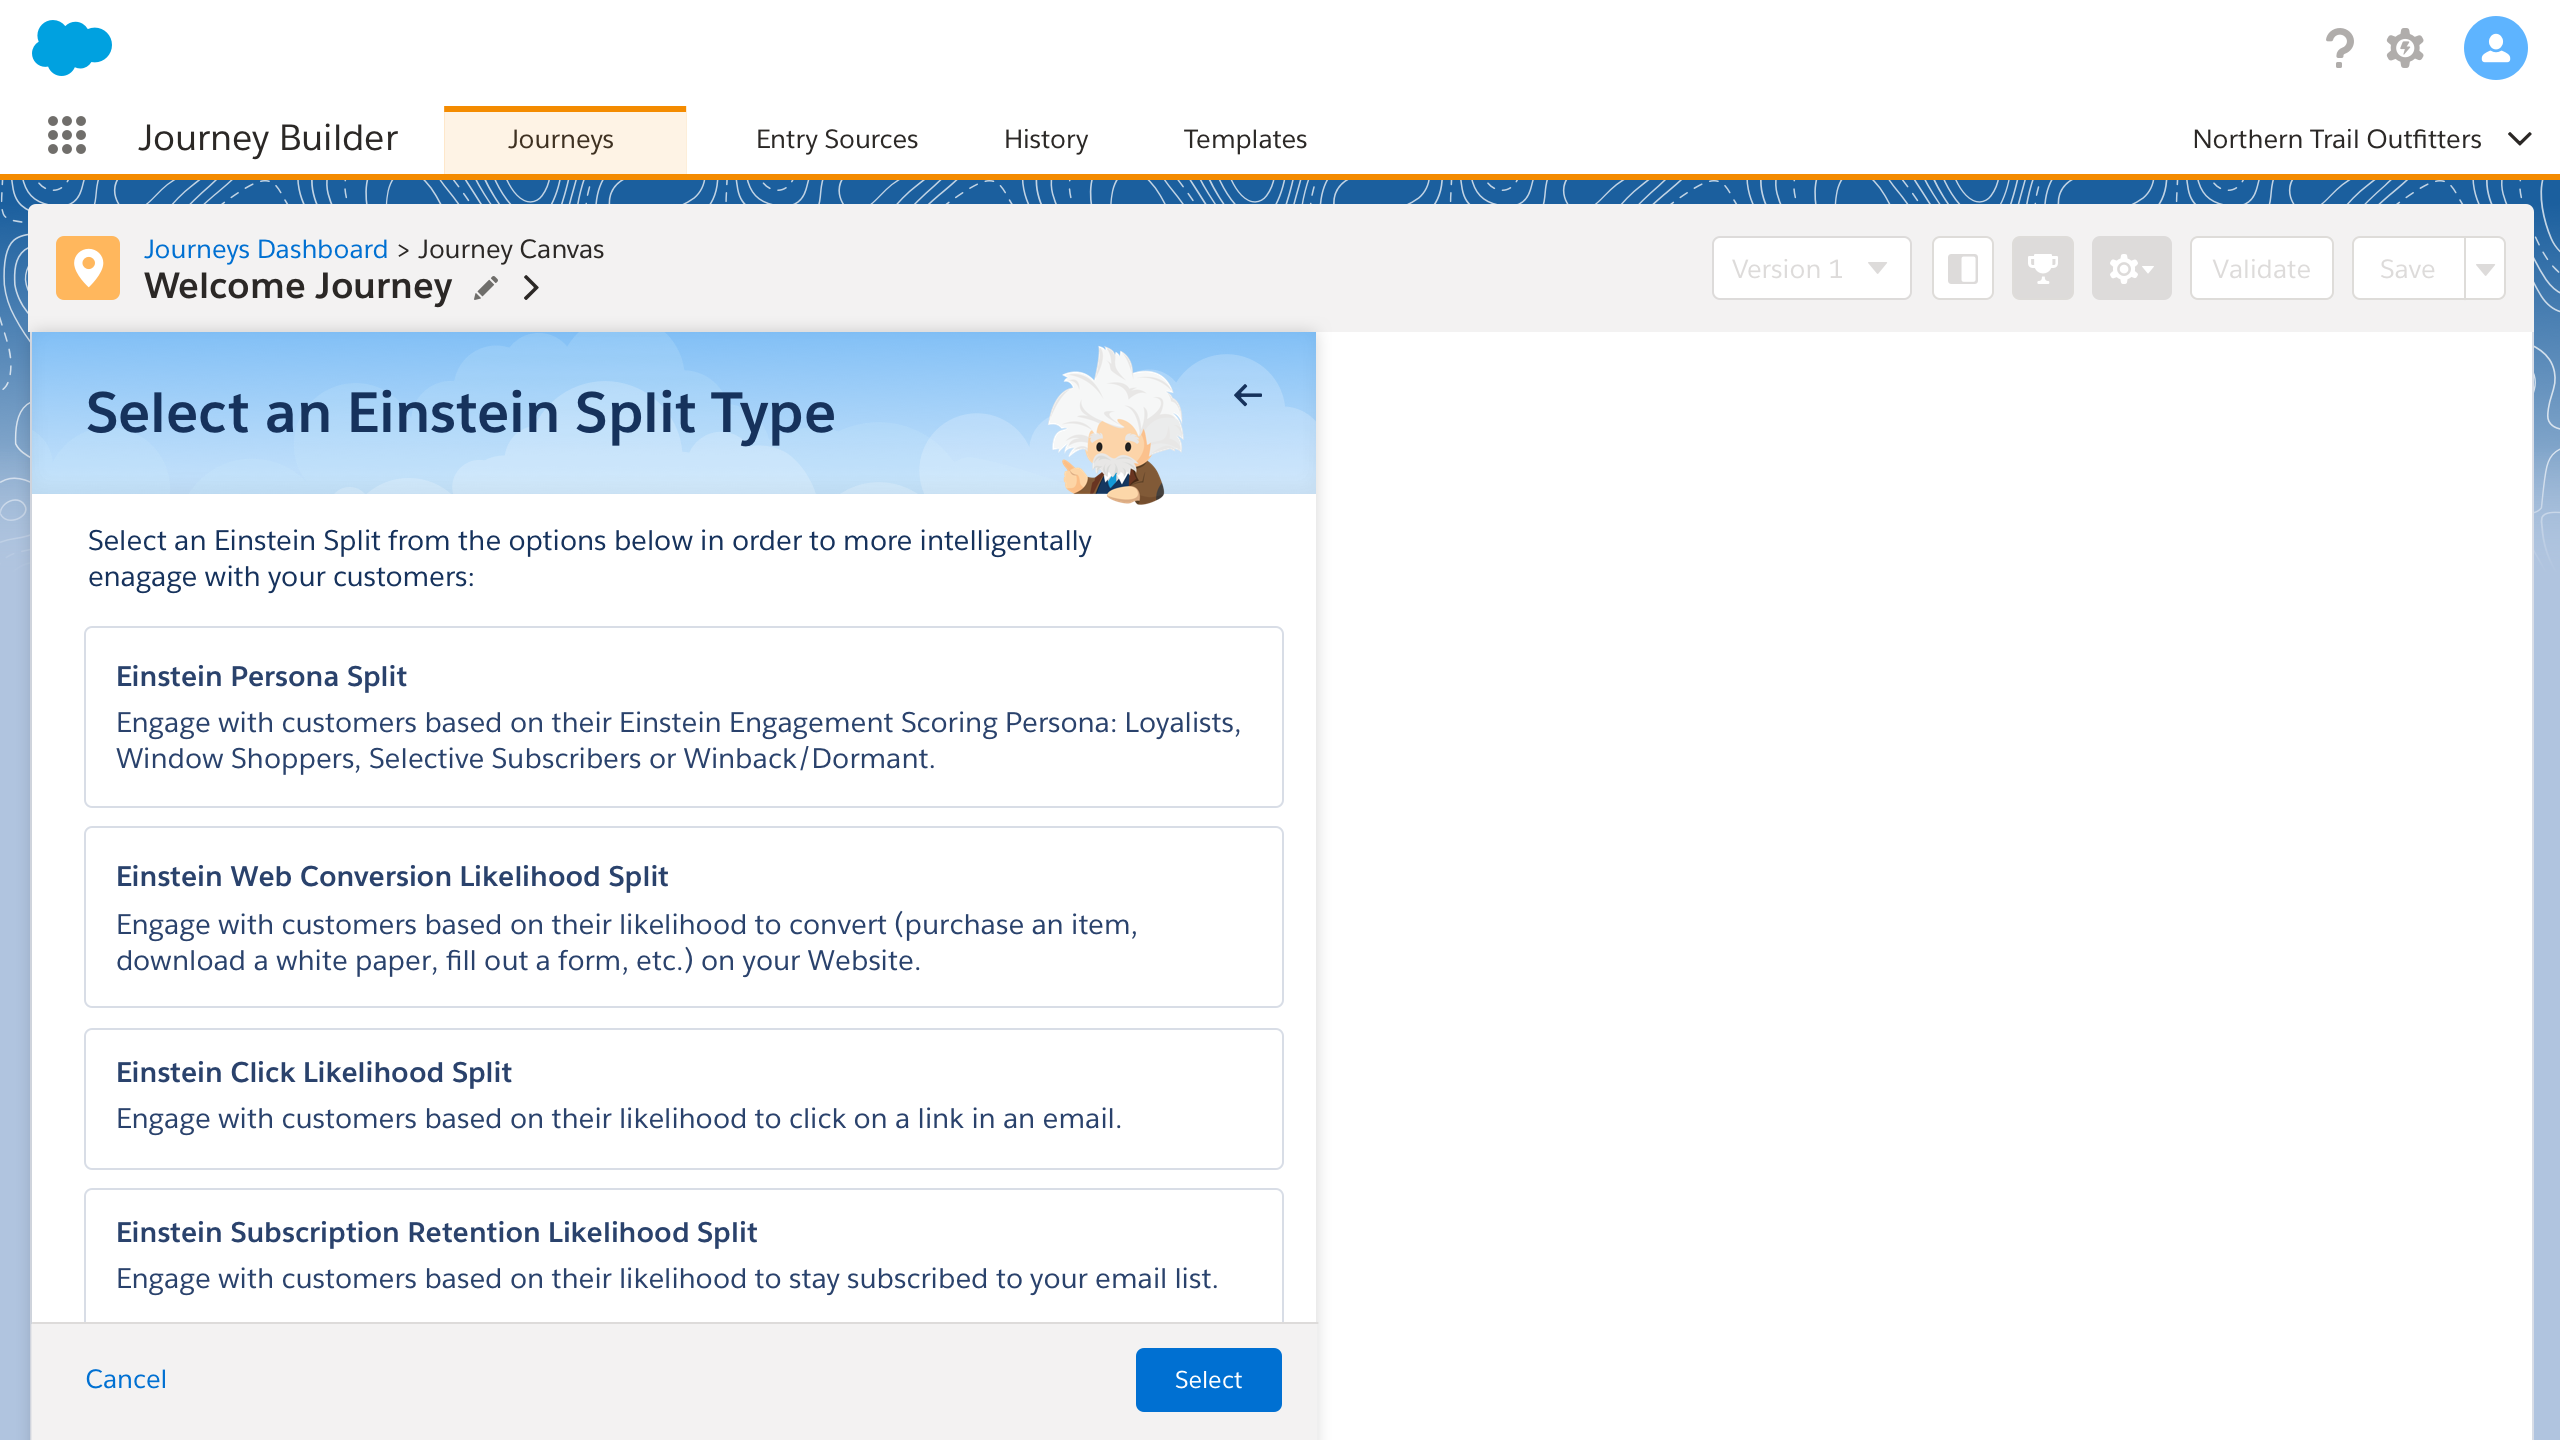 Journey Builder
Journeys
Entry Sources
History
Templates
Northern Trail Outfitters
Journeys Dashboard > Journey Canvas
Welcome Journey
Version 1
Validate
Save
Select an Einstein Split Type
Select an Einstein Split from the options below in order to more intelligentally
enagage with your customers:
Einstein Persona Split
Engage with customers based on their Einstein Engagement Scoring Persona: Loyalists,
Window Shoppers, Selective Subscribers or Winback/Dormant.
Einstein Web Conversion Likelihood Split
Engage with customers based on their likelihood to convert (purchase an item,
download a white paper, fill out a form, etc.) on your Website.
Einstein Click Likelihood Split
Engage with customers based on their likelihood to click on a link in an email.
Einstein Subscription Retention Likelihood Split
Engage with customers based on their likelihood to stay subscribed to your email list.
Cancel
Select